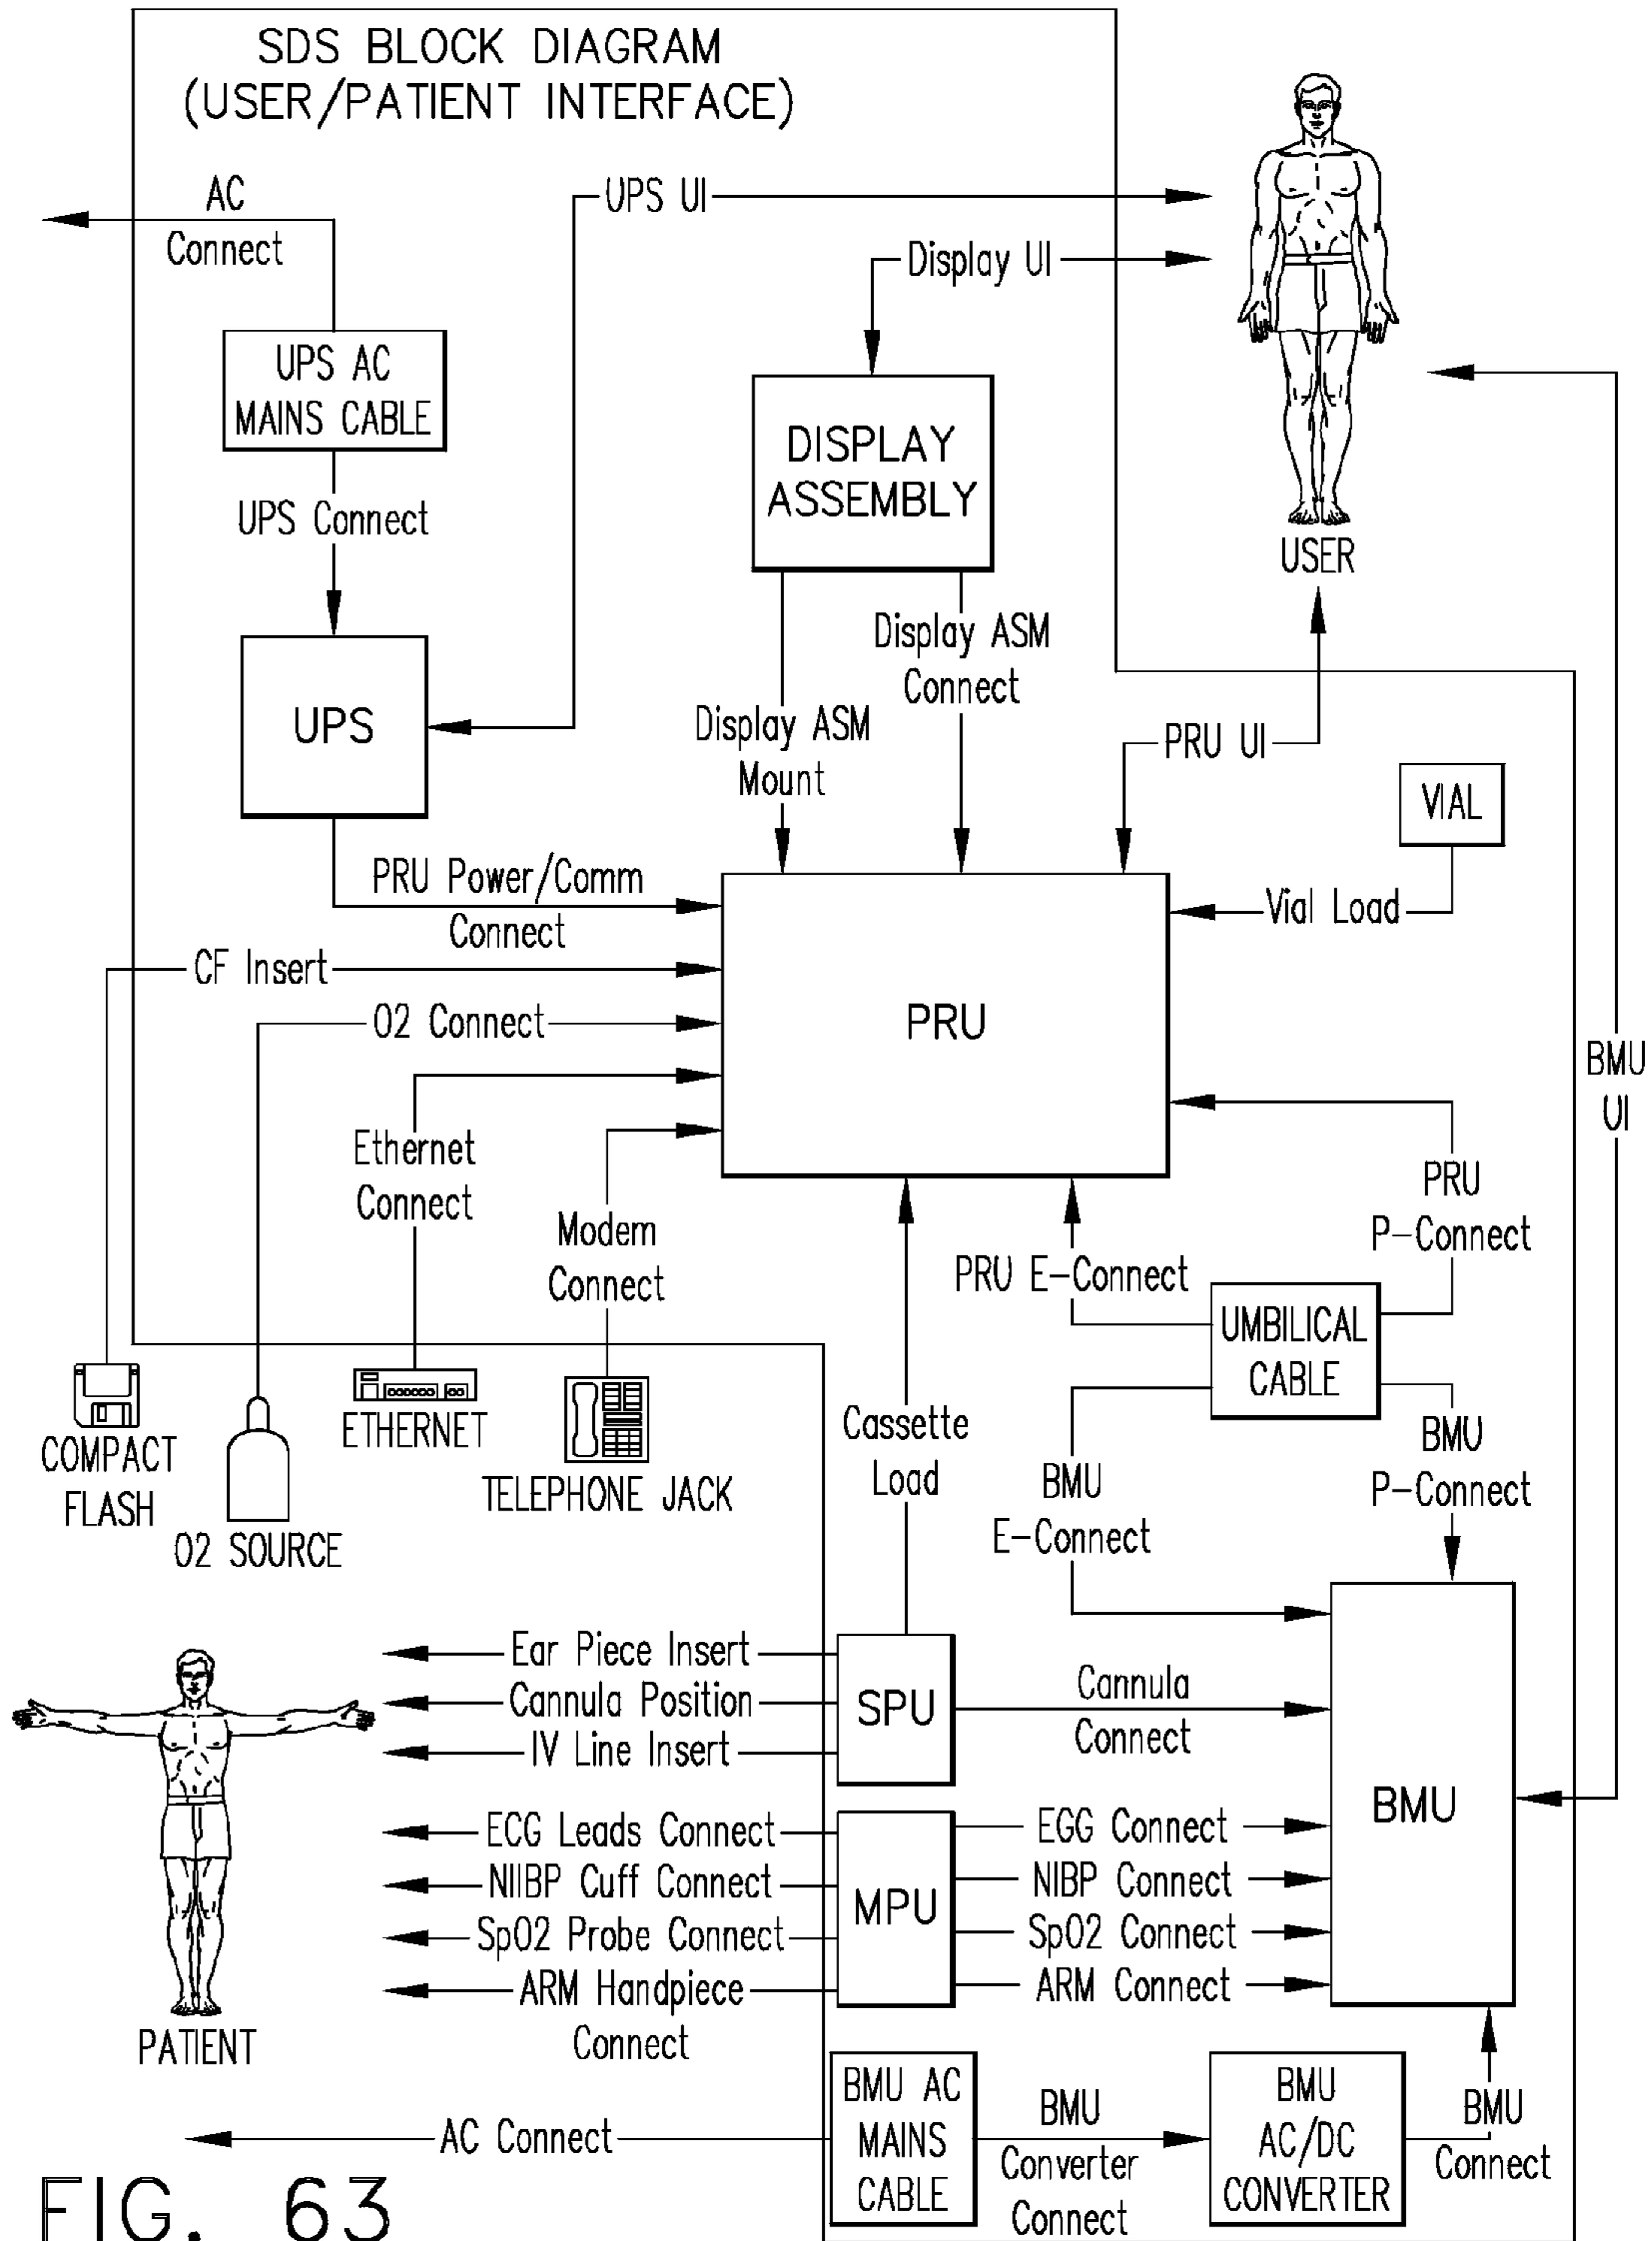 SDS BLOCK DIAGRAM
(USER/PATIENT INTERFACE)
AC
Connect
UPS UI
Display UI
UPS AC
MAINS CABLE
DISPLAY
ASSEMBLY
UPS Connect
USER
UPS
Display ASM
Connect
Display ASM
Mount
PRU UI
VIAL
PRU Power/Comm
Connect
Vial Load
CF Insert
O2 Connect
PRU
BMU
UI
Ethernet
Connect
Modem
Connect
PRU
P-Connect
PRU E-Connect
UMBILICAL
CABLE
COMPACT
FLASH
O2 SOURCE
ETHERNET
TELEPHONE JACK
Cassette
Load
BMU
E-Connect
BMU
P-Connect
Ear Piece Insert
Cannula Position
IV Line Insert
SPU
Cannula
Connect
BMU
ECG Leads Connect
NIIBP Cuff Connect
SpO2 Probe Connect
ARM Handpiece
Connect
MPU
EGG Connect
NIBP Connect
SpO2 Connect
ARM Connect
PATIENT
AC Connect
BMU AC
MAINS
CABLE
BMU
Converter
Connect
BMU
AC/DC
CONVERTER
BMU
Connect
FIG. 63